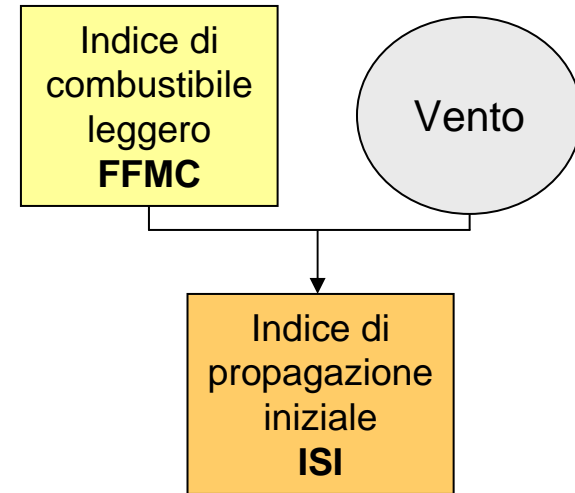 Indice di
combustibile
leggero
FFMC
Vento
Indice di
propagazione
iniziale
ISI